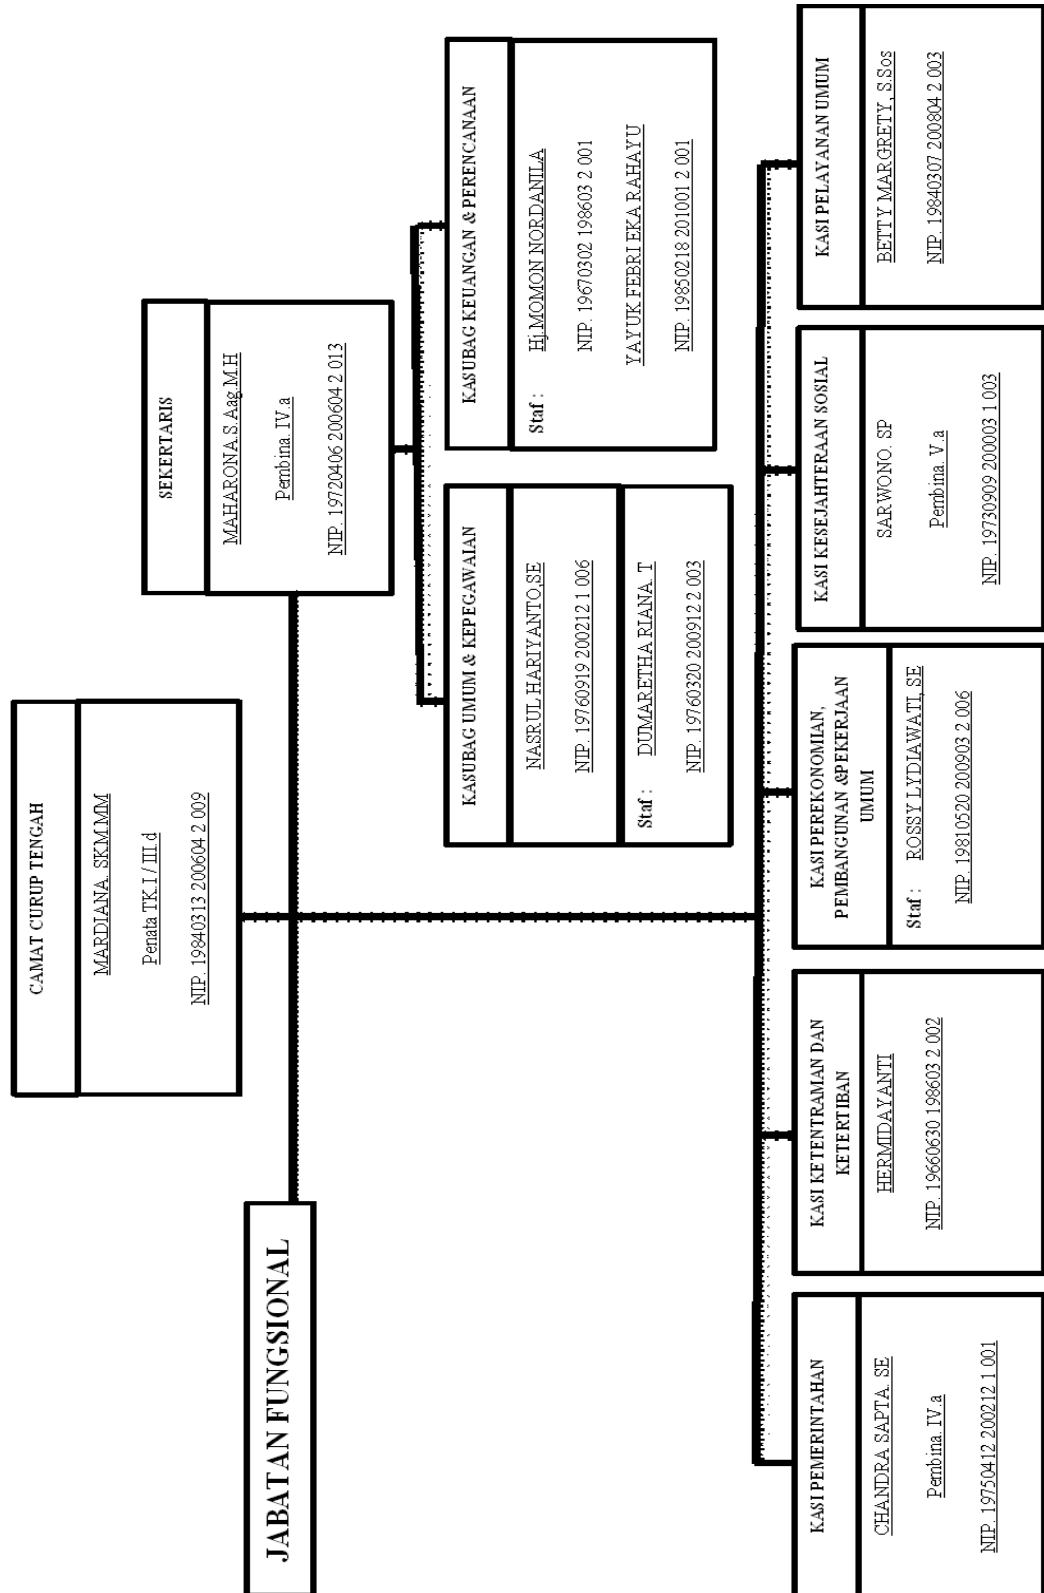 CAMAT CURUP TENGAH
MARDIANA. SKM.MM
Penata TK.I / III.d
NIP. 19840313 200604 2 009
JABATAN FUNGSIONAL
SEKERTARIS
MAHARONA.S.Aag.M.H
Pembina. IV.a
NIP. 19720406 200604 2 013
KASUBAG UMUM & KEPEGAWAIAN
NASRUL HARIYANTO,SE
NIP. 19760919 200212 1 006
Staf : DUMARETHA RIANA. T
NIP. 19760320 200912 2 003
KASUBAG KEUANGAN & PERENCANAAN
Staf : Hj.MOMON NORDANILA
NIP. 19670302 198603 2 001
YAYUK FEBRI EKA RAHAYU
NIP. 19850218 201001 2 001
KASI PEMERINTAHAN
CHANDRA SAPTA. SE
Pembina. IV.a
NIP. 19750412 200212 1 001
KASI KETENTRAMAN DAN
KETERTIBAN
HERMIDAYANTI
NIP. 19660630 198603 2 002
KASI PEREKONOMIAN,
PEMBANGUNAN &PEKERJAAN
UMUM
Staf : ROSSY LYDIAWATI, SE
NIP. 19810520 200903 2 006
KASI KESEJAHTERAAN SOSIAL
SARWONO. SP
Pembina. V.a
NIP. 19730909 200003 1 003
KASI PELAYANAN UMUM
BETTY MARGRETY, S.Sos
NIP. 19840307 200804 2 003